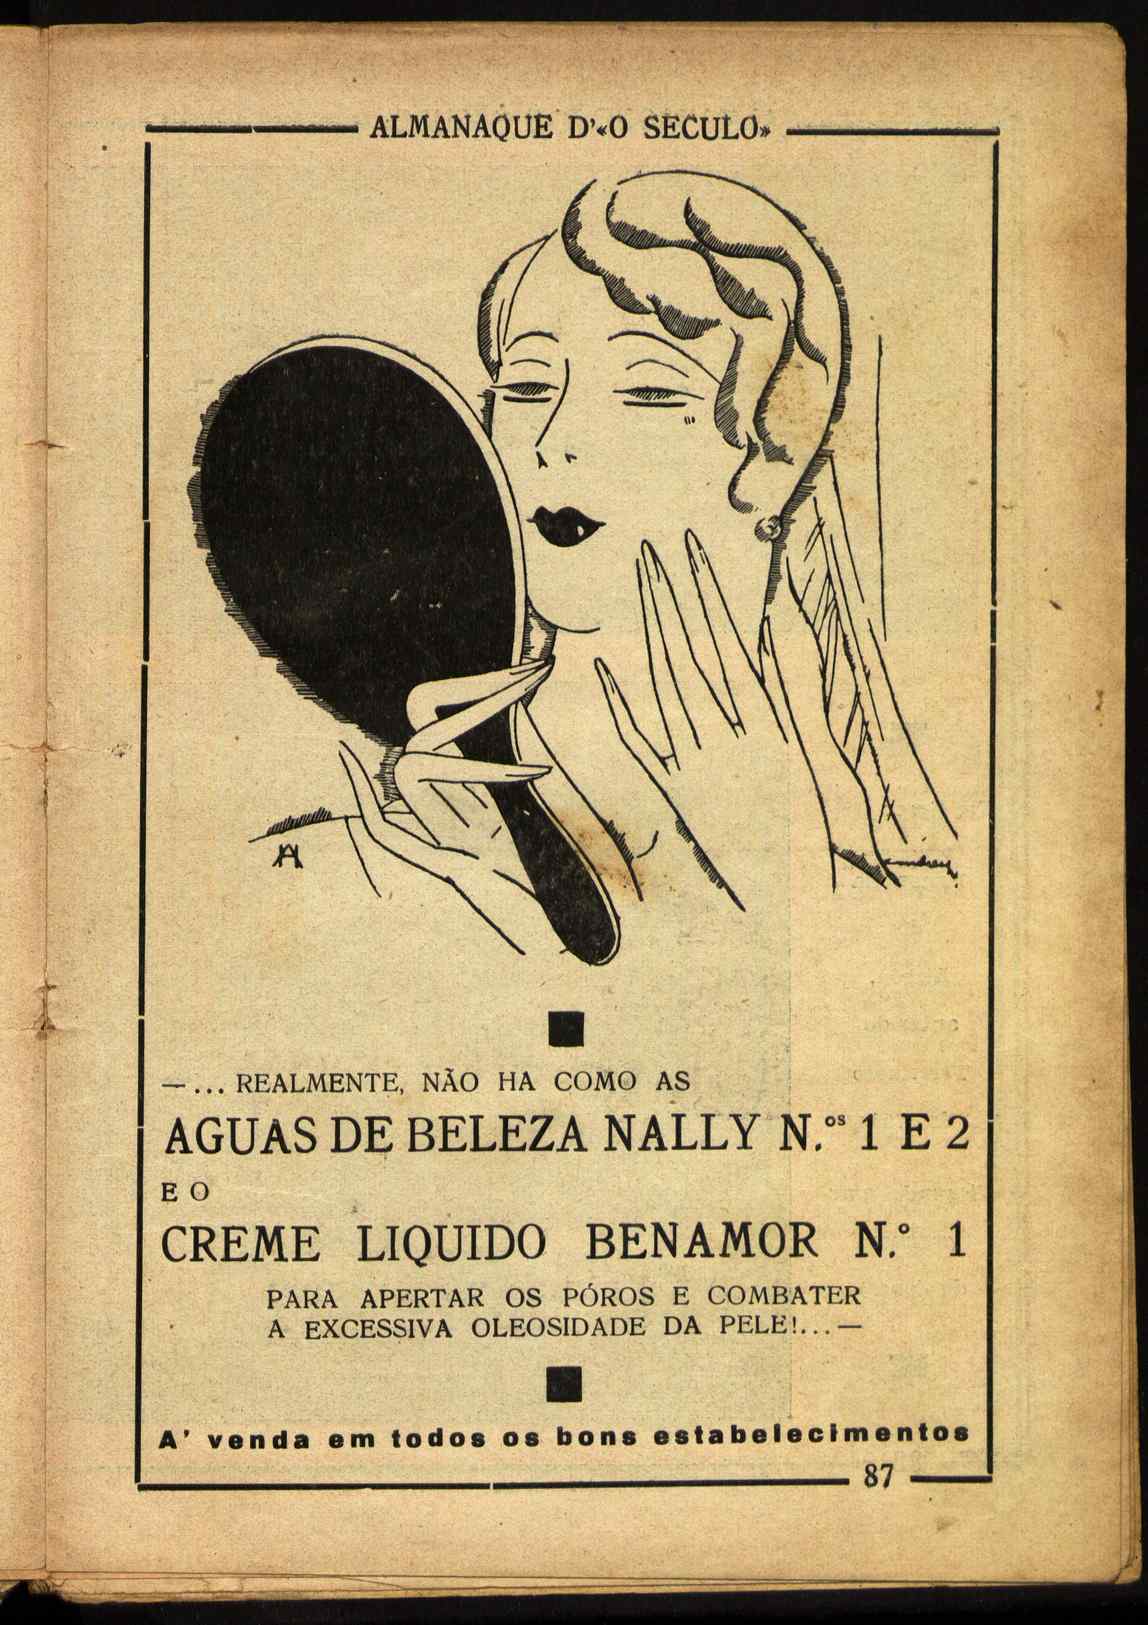 ALMANAQUE D'«O SECULO»
—... REALMENTE, NÃO HA COMO AS
AGUAS DE BELEZA NALLY N.ºˢ 1 E 2
E O
CREME LIQUIDO BENAMOR N.º 1
PARA APERTAR OS PÓROS E COMBATER
A EXCESSIVA OLEOSIDADE DA PELE!... —
A' venda em todos os bons estabelecimentos
87